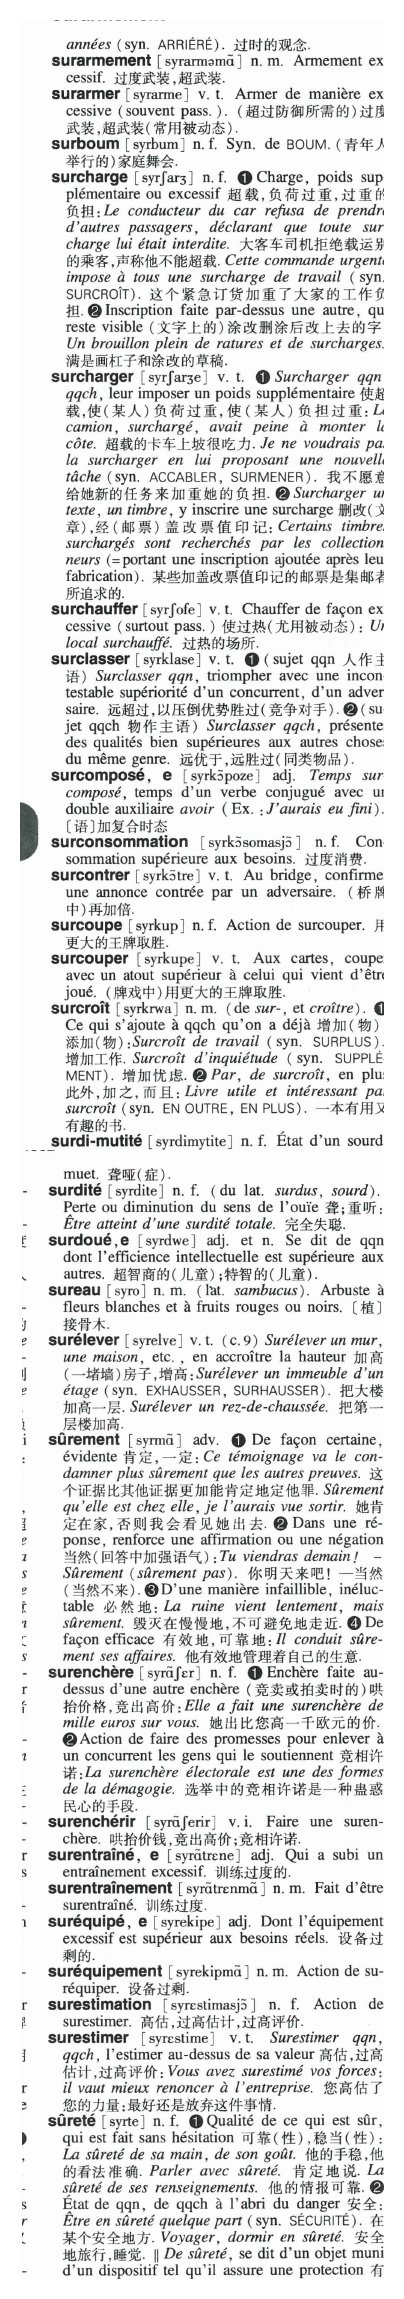 années (syn. ARRIÉRÉ). 过时的观念.
surarmement [syrarməmɑ̃] n. m. Armement ex
cessif. 过度武装,超武装.
surarmer [syrarme] v. t. Armer de manière ex
cessive (souvent pass.). (超过防御所需的)过度
武装,超武装(常用被动态).
surboum [syrbum] n. f. Syn. de BOUM. (青年人
举行的)家庭舞会.
surcharge [syrʃarʒ] n. f. ❶ Charge, poids sup
plémentaire ou excessif 超载,负荷过重,过重的
负担: Le conducteur du car refusa de prendre
d'autres passagers, déclarant que toute sur
charge lui était interdite. 大客车司机拒绝载运别
的乘客,声称他不能超载. Cette commande urgente
impose à tous une surcharge de travail (syn.
SURCROÎT). 这个紧急订货加重了大家的工作负
担. ❷ Inscription faite par-dessus une autre, qu
reste visible (文字上的)涂改删涂后改上去的字
Un brouillon plein de ratures et de surcharges.
满是画杠子和涂改的草稿.
surcharger [syrʃarʒe] v. t. ❶ Surcharger qqn
qqch, leur imposer un poids supplémentaire 使超
载,使(某人)负荷过重,使(某人)负担过重: Le
camion, surchargé, avait peine à monter la
côte. 超载的卡车上坡很吃力. Je ne voudrais pas
la surcharger en lui proposant une nouvelle
tâche (syn. ACCABLER, SURMENER). 我不愿意
给她新的任务来加重她的负担. ❷ Surcharger un
texte, un timbre, y inscrire une surcharge 删改(文
章),经(邮票)盖改票值印记: Certains timbres
surchargés sont recherchés par les collection
neurs (= portant une inscription ajoutée après leu
fabrication). 某些加盖改票值印记的邮票是集邮者
所追求的.
surchauffer [syrʃofe] v. t. Chauffer de façon ex
cessive (surtout pass.) 使过热(尤用被动态): Un
local surchauffé. 过热的场所.
surclasser [syrklase] v. t. ❶ (sujet qqn 人作主
语) Surclasser qqn, triompher avec une incon
testable supériorité d'un concurrent, d'un adver
saire. 远超过,以压倒优势胜过(竞争对手). ❷ (su
jet qqch 物作主语) Surclasser qqch, présente
des qualités bien supérieures aux autres chose
du même genre. 远优于,远胜过(同类物品).
surcomposé, e [syrkɔ̃poze] adj. Temps sur
composé, temps d'un verbe conjugué avec un
double auxiliaire avoir (Ex. : J'aurais eu fini).
〔语〕加复合时态
surconsommation [syrkɔ̃sɔmasjɔ̃] n. f. Con
sommation supérieure aux besoins. 过度消费.
surcontrer [syrkɔ̃tre] v. t. Au bridge, confirme
une annonce contrée par un adversaire. (桥牌
中)再加倍.
surcoupe [syrkup] n. f. Action de surcouper. 用
更大的王牌取胜.
surcouper [syrkupe] v. t. Aux cartes, coupe
avec un atout supérieur à celui qui vient d'être
joué. (牌戏中)用更大的王牌取胜.
surcroît [syrkrwa] n. m. (de sur-, et croître). ❶
Ce qui s'ajoute à qqch qu'on a déjà 增加(物)
添加(物): Surcroît de travail (syn. SURPLUS).
增加工作. Surcroît d'inquiétude (syn. SUPPLÉ
MENT). 增加忧虑. ❷ Par, de surcroît, en plus
此外,加之,而且: Livre utile et intéressant par
surcroît (syn. EN OUTRE, EN PLUS). 一本有用又
有趣的书.
surdi-mutité [syrdimytite] n. f. État d'un sourd
muet. 聋哑(症).
surdité [syrdite] n. f. (du lat. surdus, sourd).
Perte ou diminution du sens de l'ouïe 聋;重听:
Être atteint d'une surdité totale. 完全失聪.
surdoué, e [syrdwe] adj. et n. Se dit de qqn
dont l'efficience intellectuelle est supérieure aux
autres. 超智商的(儿童);特智的(儿童).
sureau [syro] n. m. (lat. sambucus). Arbuste à
fleurs blanches et à fruits rouges ou noirs. 〔植〕
接骨木.
surélever [syrelve] v. t. (c. 9) Surélever un mur,
une maison, etc., en accroître la hauteur 加高
(一堵墙)房子,增高: Surélever un immeuble d'un
étage (syn. EXHAUSSER, SURHAUSSER). 把大楼
加高一层. Surélever un rez-de-chaussée. 把第一
层楼加高.
sûrement [syrmɑ̃] adv. ❶ De façon certaine,
évidente 肯定,一定: Ce témoignage va le con-
damner plus sûrement que les autres preuves. 这
个证据比其他证据更加能肯定地定他罪. Sûrement
qu'elle est chez elle, je l'aurais vue sortir. 她肯
定在家,否则我会看见她出去. ❷ Dans une ré-
ponse, renforce une affirmation ou une négation
当然(回答中加强语气): Tu viendras demain! –
Sûrement (sûrement pas). 你明天来吧! —当然
(当然不来). ❸ D'une manière infaillible, inéluc-
table 必然地: La ruine vient lentement, mais
sûrement. 毁灭在慢慢地,不可避免地走近. ❹ De
façon efficace 有效地,可靠地: Il conduit sûre-
ment ses affaires. 他有效地管理着自己的生意.
surenchère [syrɑ̃ʃɛr] n. f. ❶ Enchère faite au-
dessus d'une autre enchère (竞卖或拍卖时的)哄
抬价格,竞出高价: Elle a fait une surenchère de
mille euros sur vous. 她出比您高一千欧元的价.
❷ Action de faire des promesses pour enlever à
un concurrent les gens qui le soutiennent 竞相许
诺: La surenchère électorale est une des formes
de la démagogie. 选举中的竞相许诺是一种蛊惑
民心的手段.
surenchérir [syrɑ̃ʃerir] v. i. Faire une suren-
chère. 哄抬价钱,竞出高价;竞相许诺.
surentraîné, e [syrɑ̃trɛne] adj. Qui a subi un
entraînement excessif. 训练过度的.
surentraînement [syrɑ̃trɛnmɑ̃] n. m. Fait d'être
surentraîné. 训练过度.
suréquipé, e [syrekipe] adj. Dont l'équipement
excessif est supérieur aux besoins réels. 设备过
剩的.
suréquipement [syrekipmɑ̃] n. m. Action de su-
réquiper. 设备过剩.
surestimation [syrɛstimasjɔ̃] n. f. Action de
surestimer. 高估,过高估计,过高评价.
surestimer [syrɛstime] v. t. Surestimer qqn,
qqch, l'estimer au-dessus de sa valeur 高估,过高
估计,过高评价: Vous avez surestimé vos forces:
il vaut mieux renoncer à l'entreprise. 您高估了
您的力量:最好还是放弃这件事情.
sûreté [syrte] n. f. ❶ Qualité de ce qui est sûr,
qui est fait sans hésitation 可靠(性),稳当(性):
La sûreté de sa main, de son goût. 他的手稳,他
的看法准确. Parler avec sûreté. 肯定地说. La
sûreté de ses renseignements. 他的情报可靠. ❷
État de qqn, de qqch à l'abri du danger 安全:
Être en sûreté quelque part (syn. SÉCURITÉ). 在
某个安全地方. Voyager, dormir en sûreté. 安全
地旅行,睡觉. ‖ De sûreté, se dit d'un objet muni
d'un dispositif tel qu'il assure une protection 有